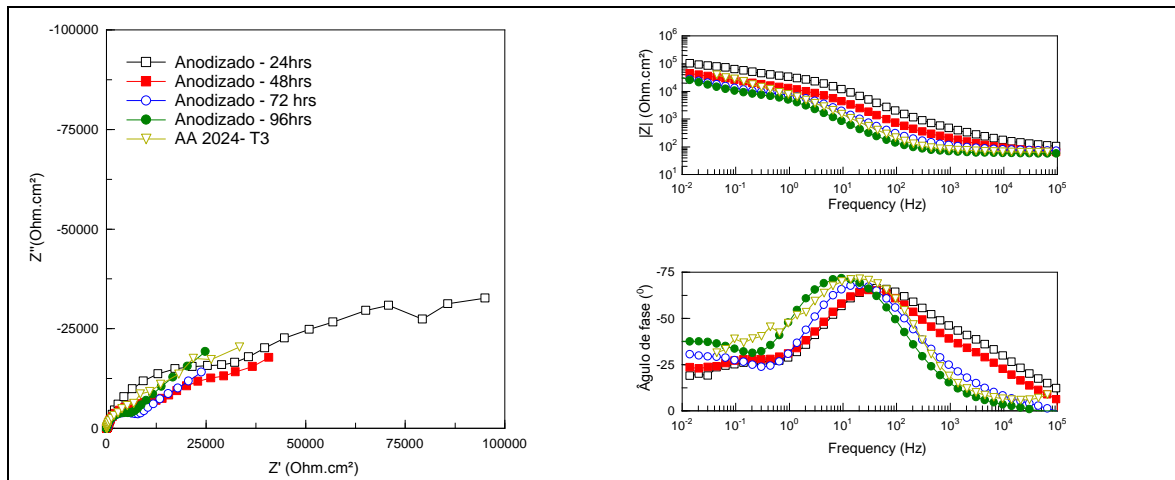 -100000
-75000
-50000
-25000
0
Z''(Ohm.cm²)
0 25000 50000 75000 100000
Z' (Ohm.cm²)
Anodizado - 24hrs
Anodizado - 48hrs
Anodizado - 72 hrs
Anodizado - 96hrs
AA 2024- T3
10⁶
10⁵
10⁴
10³
10²
10¹
|Z| (Ohm.cm²)
10⁻² 10⁻¹ 10⁰ 10¹ 10² 10³ 10⁴ 10⁵
Frequency (Hz)
-75
-50
-25
0
Agulo de fase (⁰)
10⁻² 10⁻¹ 10⁰ 10¹ 10² 10³ 10⁴ 10⁵
Frequency (Hz)